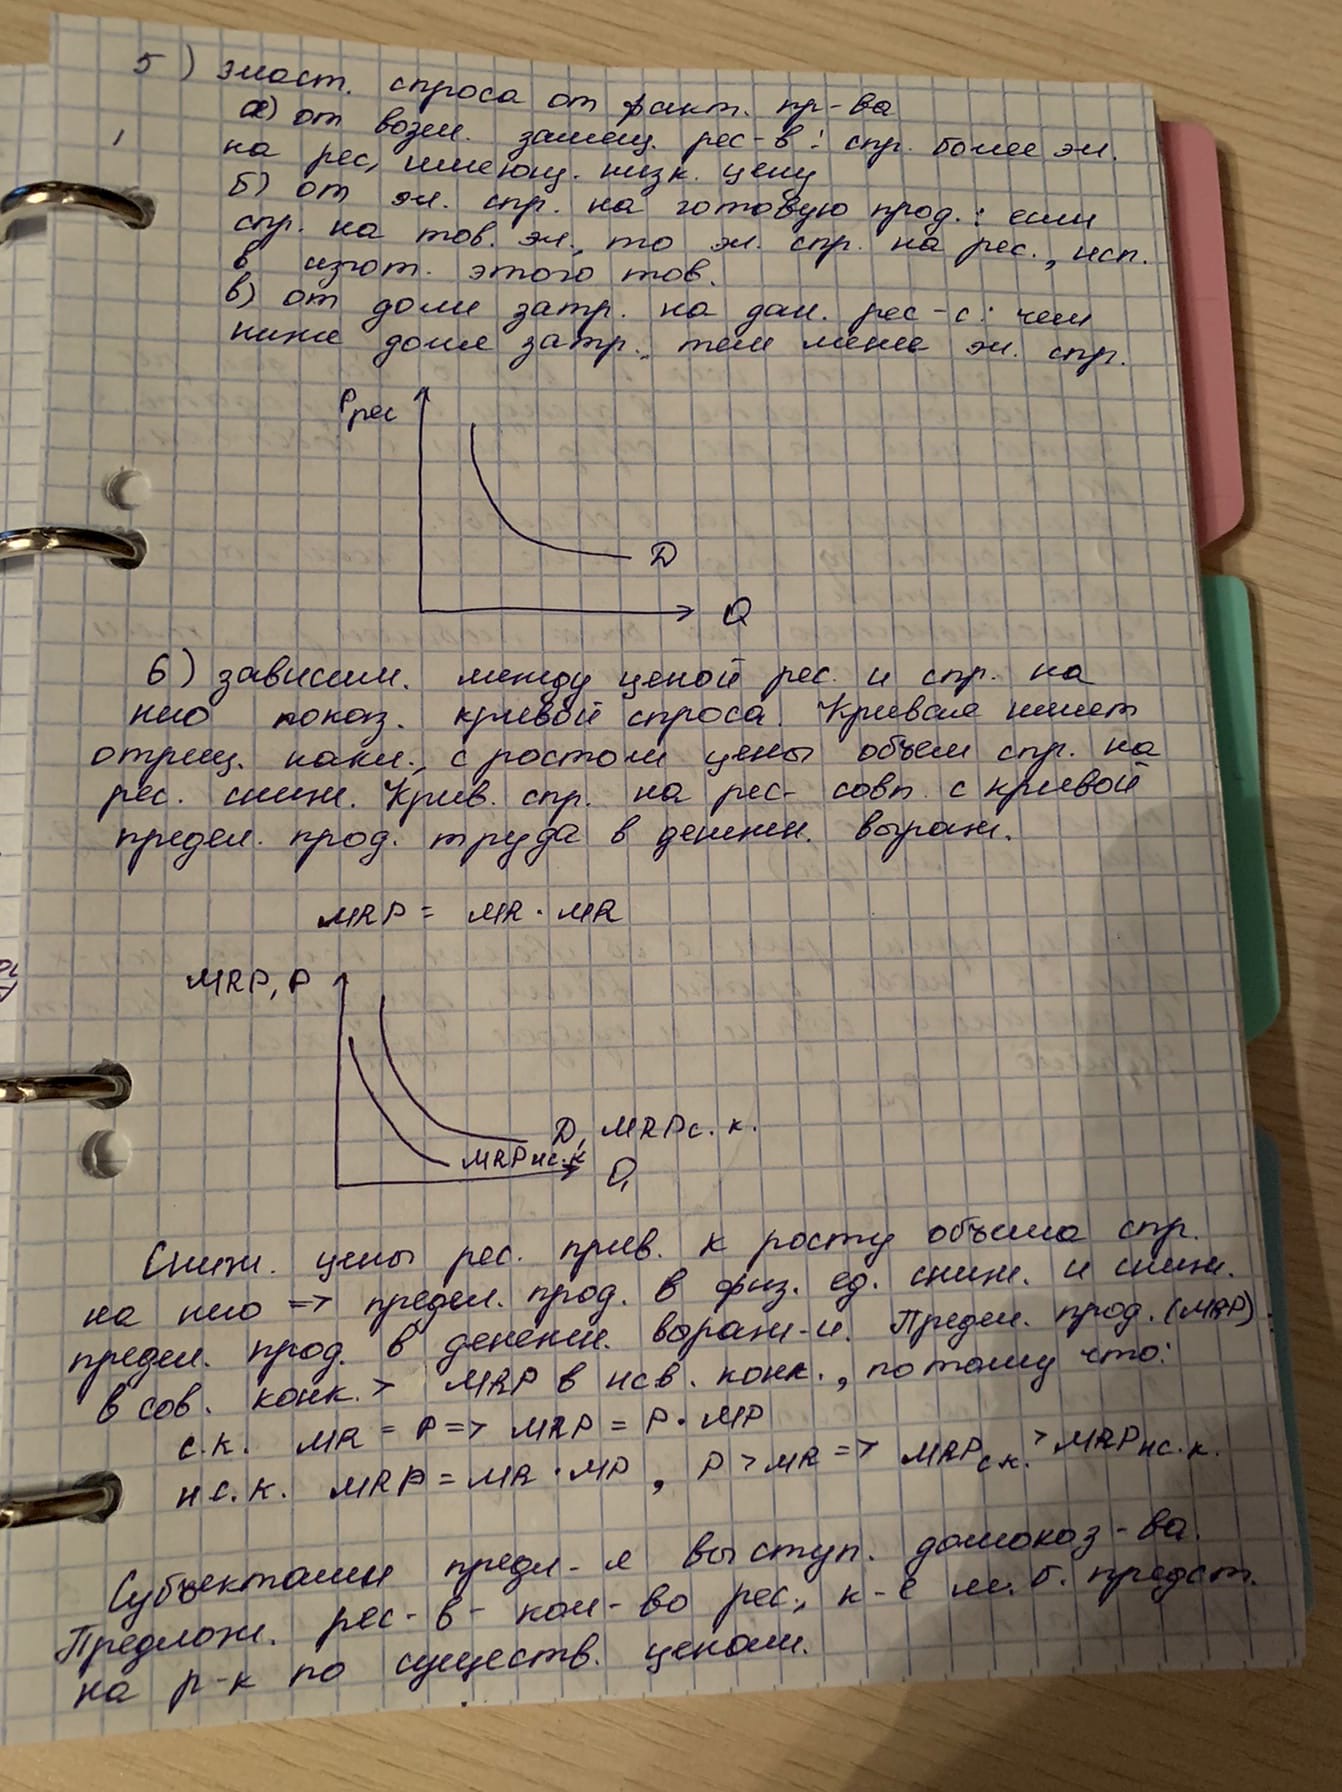 5) эласт. спроса от факт. пр-ва
а) от возм. замещ. рес-в: спр. более эл.
на рес, имеющ. низк. цену
б) от эл. спр. на готовую прод.: если
спр. на тов. эл., то эл. спр. на рес., исп.
в изгот. этого тов.
в) от доли затр. на дан. рес-с: чем
ниже доля затр., тем менее эл. спр.
Pрес
D
Q
6) зависим. между ценой рес. и спр. на
него показ. кривой спроса. Кривая имеет
отриц. накл., с ростом цены объем спр. на
рес. сниж. Крив. спр. на рес- совп. с кривой
предел. прод. труда в денежн. выраж.
MRP = MR · MR
MRP, P
D, MRPс.к.
MRPнс.к
Q
Сниж. цены рес. прив. к росту объема спр.
на него => предел. прод. в физ. ед. сниж. и сниж.
предел. прод. в денежн. выраж-и. Предел. прод. (MRP)
в сов. конк. > MRP в нсв. конк., потому что:
с.к. MR = P => MRP = P · MP
нс.к. MRP = MR · MP, P > MR => MRPс.к. > MRPнс.к.
Субъектами предл-я выступ. домохоз-ва.
Предлож. рес-в- кол-во рес., к-е м.б. предст.
на р-к по существ. ценам.